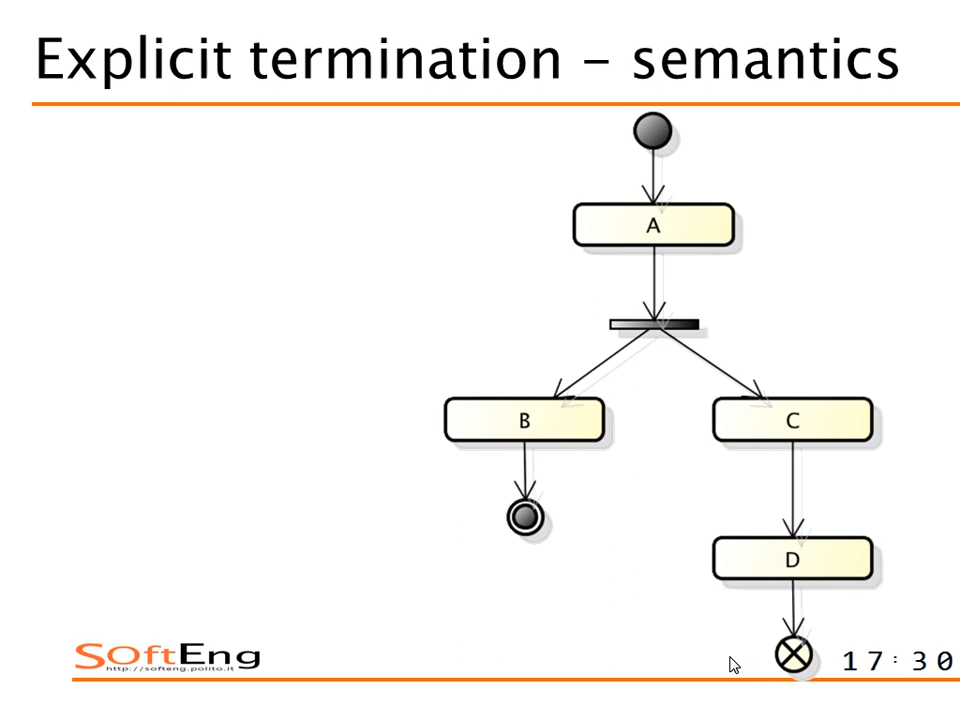 Explicit termination - semantics
A
B
C
D
SOftEng
http://softeng.polito.it
17:30